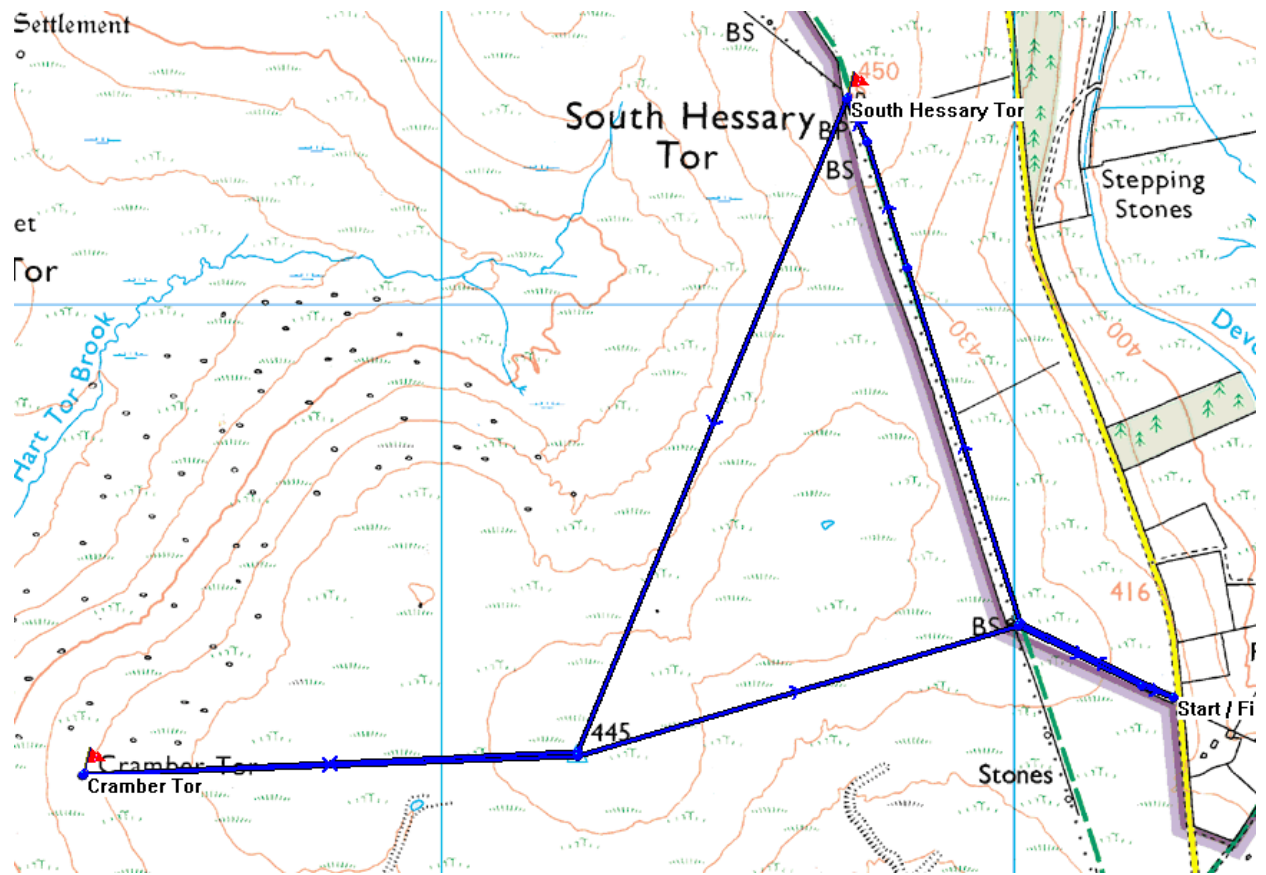 Settlement
BS
450
South Hessary Tor
South Hessary
Tor
BP
BS
Stepping
Stones
et
Tor
Hart Tor Brook
430
400
Deve
416
BS
445
Start / Fi
Cramber Tor
Cramber Tor
Stones